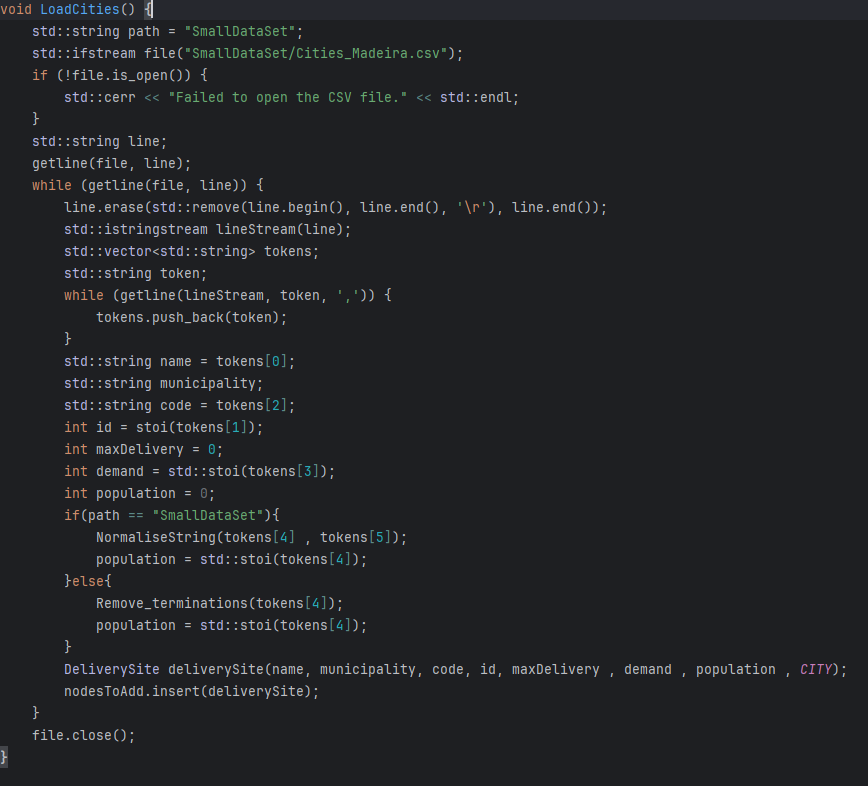 void LoadCities() {
    std::string path = "SmallDataSet";
    std::ifstream file("SmallDataSet/Cities_Madeira.csv");
    if (!file.is_open()) {
        std::cerr << "Failed to open the CSV file." << std::endl;
    }
    std::string line;
    getline(file, line);
    while (getline(file, line)) {
        line.erase(std::remove(line.begin(), line.end(), '\r'), line.end());
        std::istringstream lineStream(line);
        std::vector<std::string> tokens;
        std::string token;
        while (getline(lineStream, token, ',')) {
            tokens.push_back(token);
        }
        std::string name = tokens[0];
        std::string municipality;
        std::string code = tokens[2];
        int id = stoi(tokens[1]);
        int maxDelivery = 0;
        int demand = std::stoi(tokens[3]);
        int population = 0;
        if(path == "SmallDataSet"){
            NormaliseString(tokens[4] , tokens[5]);
            population = std::stoi(tokens[4]);
        }else{
            Remove_terminations(tokens[4]);
            population = std::stoi(tokens[4]);
        }
        DeliverySite deliverySite(name, municipality, code, id, maxDelivery , demand , population , CITY);
        nodesToAdd.insert(deliverySite);
    }
    file.close();
}